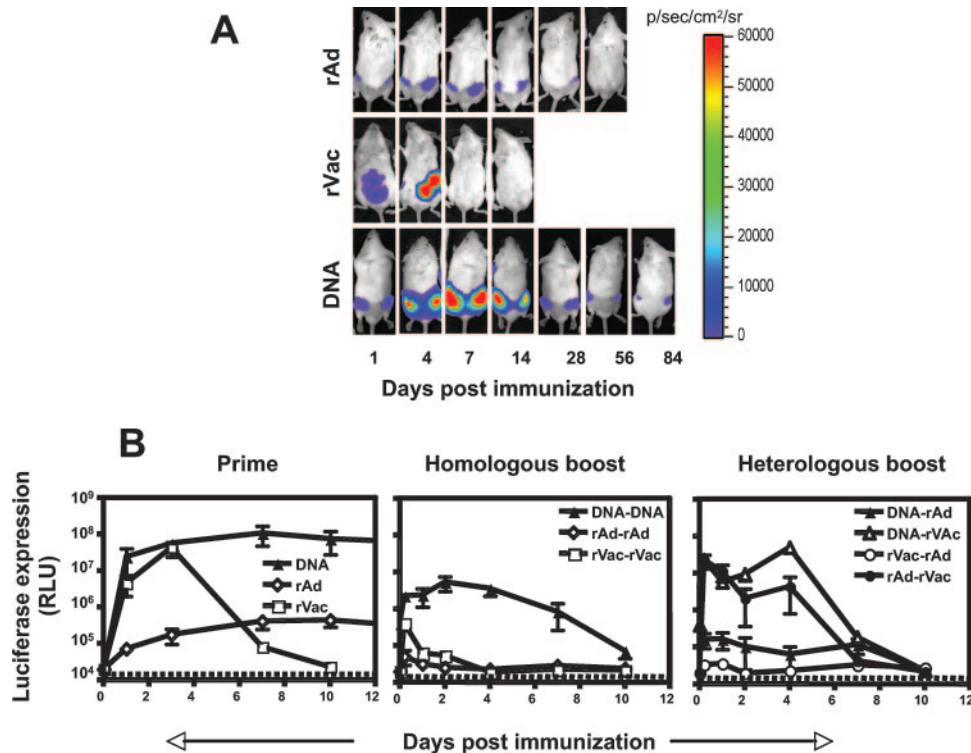 A
p/sec/cm²/sr
rAd
rVac
DNA
60000
50000
40000
30000
20000
10000
0
1 4 7 14 28 56 84
Days post immunization
B
Prime
Homologous boost
Heterologous boost
Luciferase expression
(RLU)
10⁹
10⁸
10⁷
10⁶
10⁵
10⁴
DNA
rAd
rVac
0 2 4 6 8 10 12
DNA-DNA
rAd-rAd
rVac-rVac
0 2 4 6 8 10 12
DNA-rAd
DNA-rVAc
rVac-rAd
rAd-rVac
0 2 4 6 8 10 12
Days post immunization